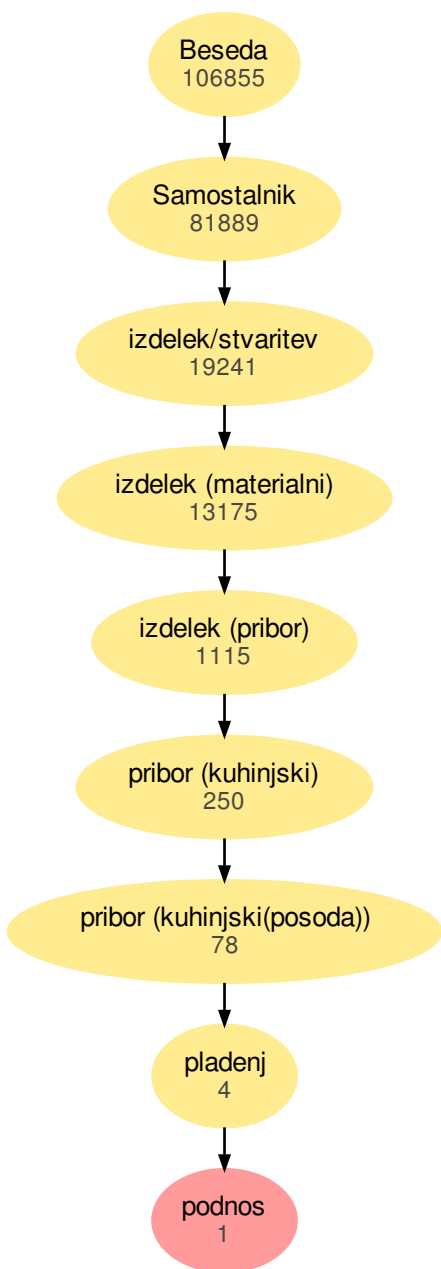 Beseda
106855
Samostalnik
81889
izdelek/stvaritev
19241
izdelek (materialni)
13175
izdelek (pribor)
1115
pribor (kuhinjski)
250
pribor (kuhinjski(posoda))
78
pladenj
4
podnos
1